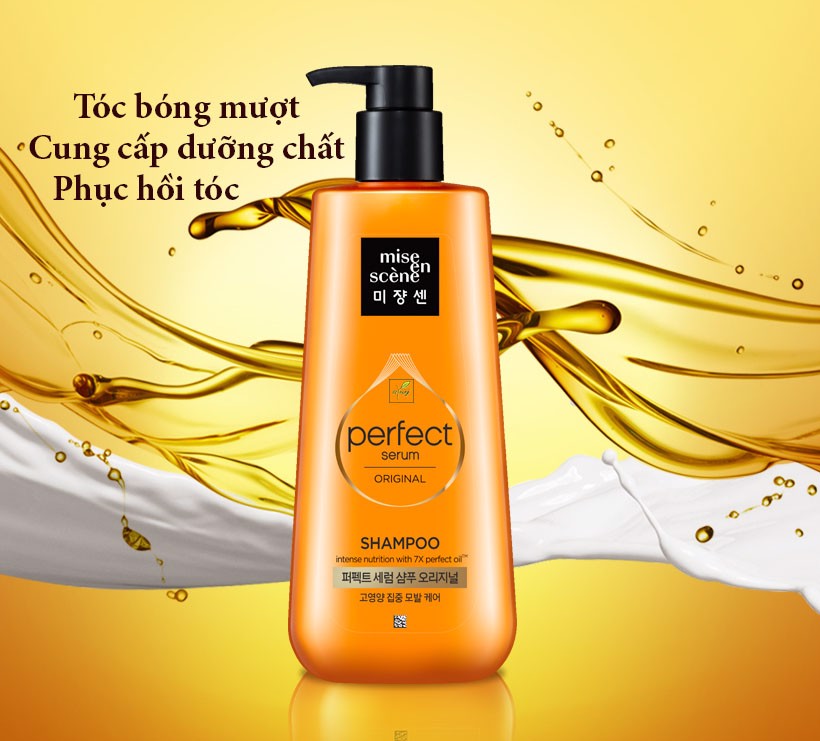 Tóc bóng mượt
Cung cấp dưỡng chất
Phục hồi tóc
mise
en
scène
미쟝센
perfect
serum
ORIGINAL
SHAMPOO
intense nutrition with 7X perfect oil™
퍼펙트 세럼 샴푸 오리지널
고영양 집중 모발 케어